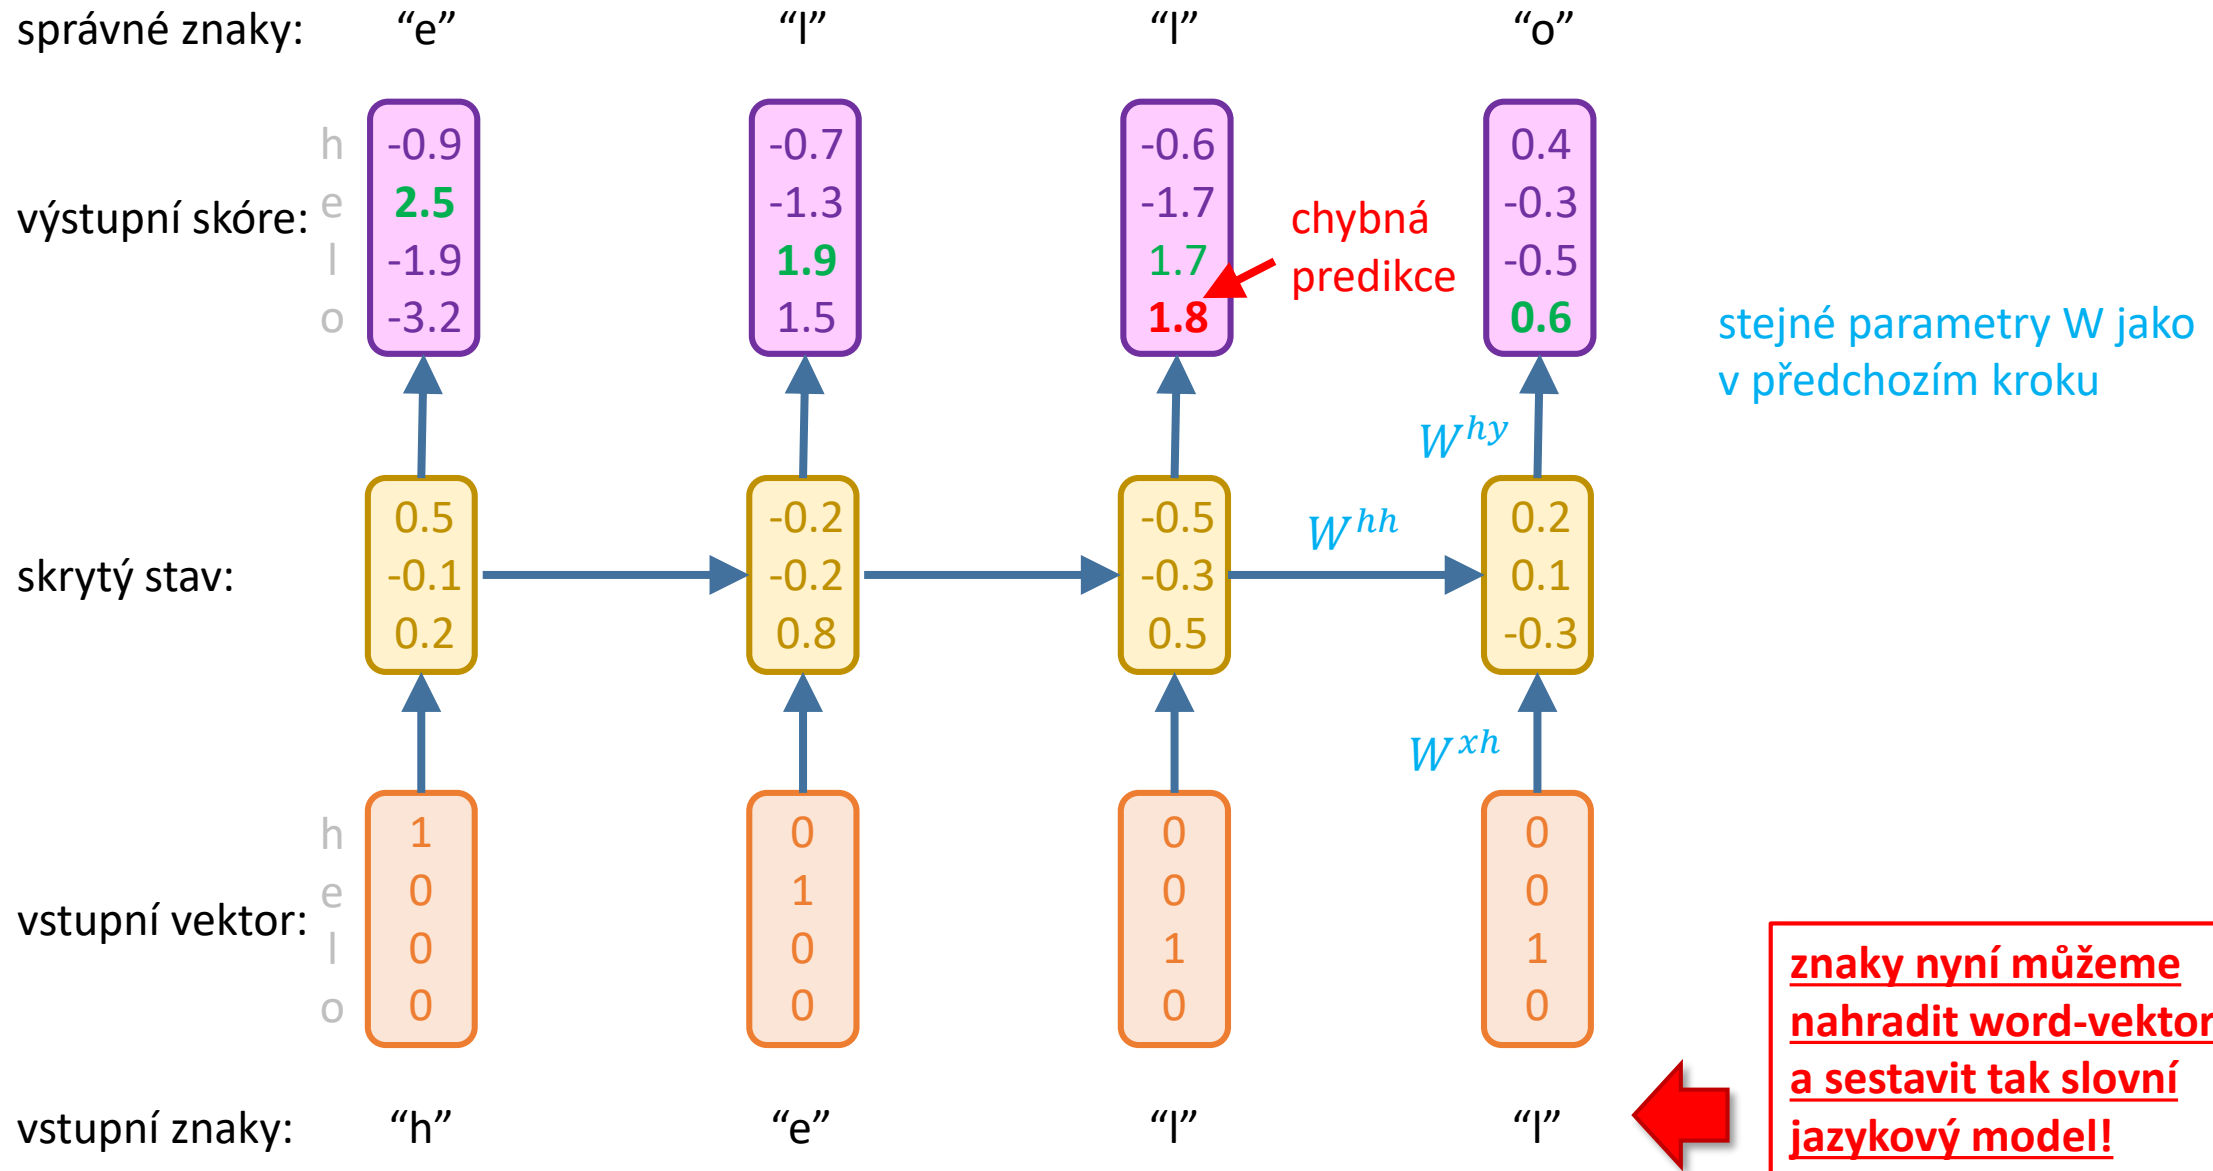 správné znaky: “e” “l” “l” “o”
h -0.9 -0.7 -0.6 0.4
e 2.5 -1.3 -1.7 -0.3
výstupní skóre:
l -1.9 1.9 1.7 -0.5
o -3.2 1.5 1.8 0.6
chybná
predikce
stejné parametry W jako
v předchozím kroku
W^{hy}
0.5 -0.2 -0.5 0.2
W^{hh}
skrytý stav: -0.1 -0.2 -0.3 0.1
0.2 0.8 0.5 -0.3
W^{xh}
h 1 0 0 0
e 0 1 0 0
vstupní vektor:
l 0 0 1 1
o 0 0 0 0
znaky nyní můžeme
nahradit word-vektor
a sestavit tak slovní
jazykový model!
vstupní znaky: “h” “e” “l” “l”